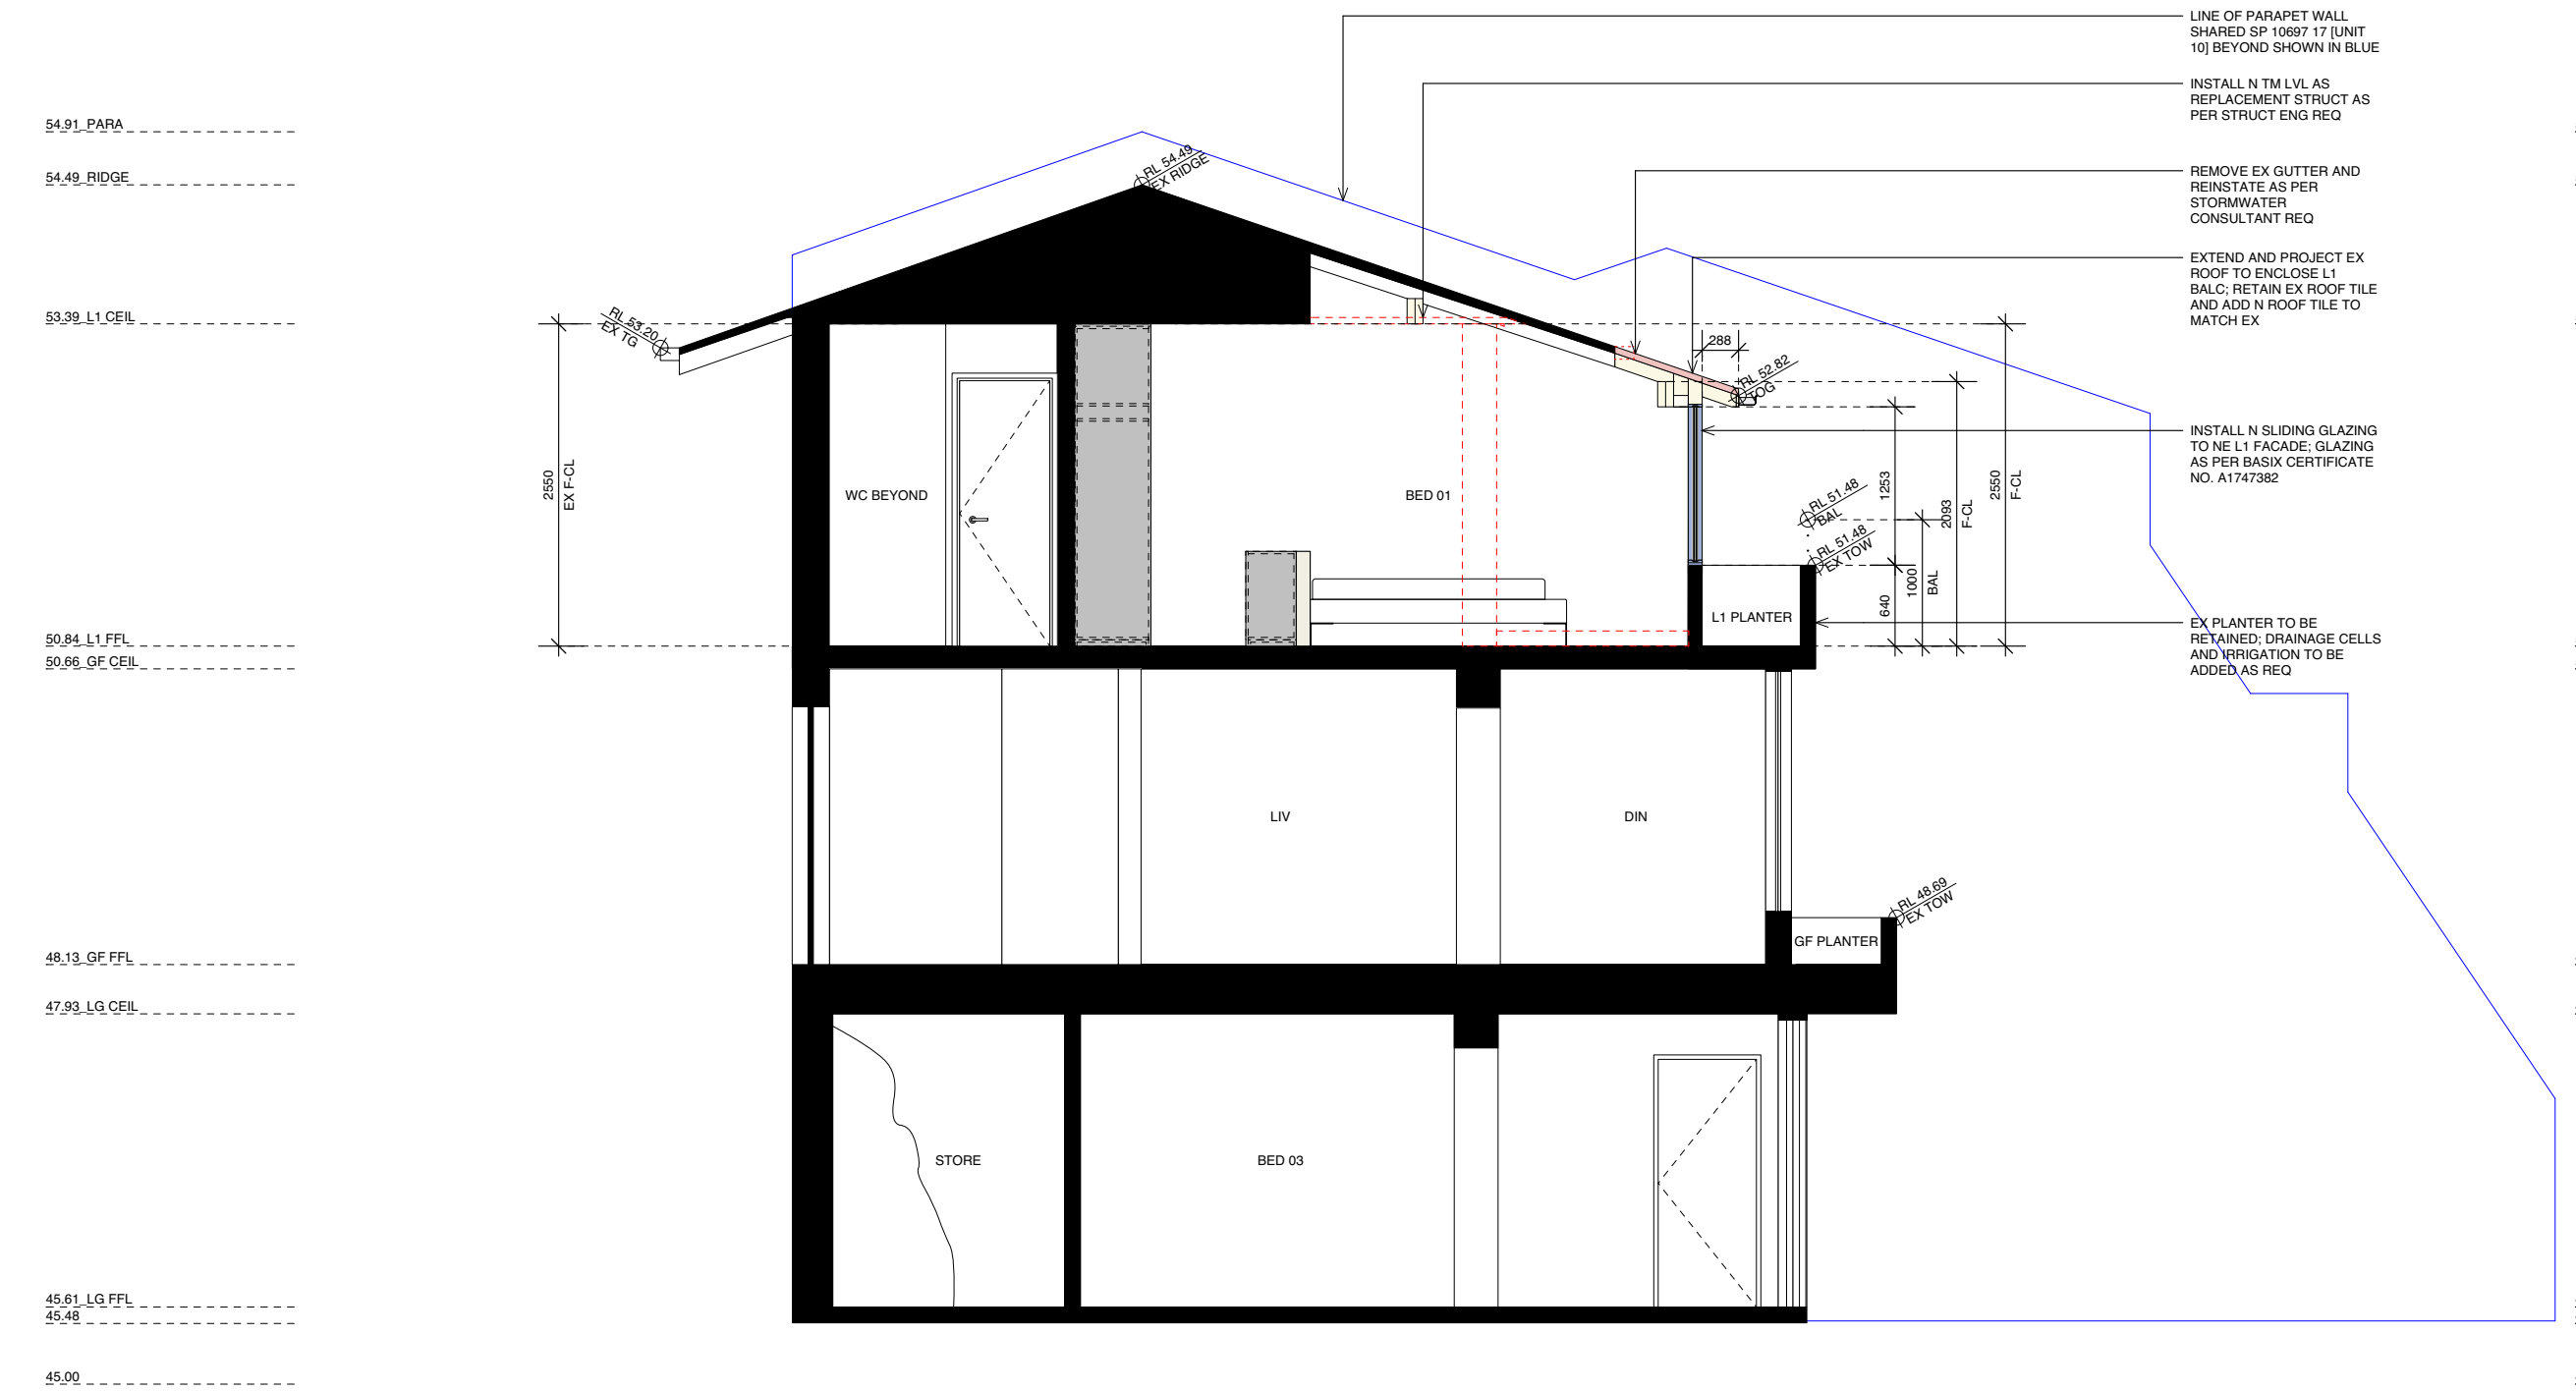 LINE OF PARAPET WALL
SHARED SP 10697 17 [UNIT
10] BEYOND SHOWN IN BLUE
INSTALL N TM LVL AS
REPLACEMENT STRUCT AS
PER STRUCT ENG REQ
54.91_PARA
RL 54.49
EX RIDGE
54.49_RIDGE
REMOVE EX GUTTER AND
REINSTATE AS PER
STORMWATER
CONSULTANT REQ
EXTEND AND PROJECT EX
ROOF TO ENCLOSE L1
BALC; RETAIN EX ROOF TILE
AND ADD N ROOF TILE TO
MATCH EX
53.39_L1 CEIL
RL 53.20
EX TG
288
RL 52.82
TOG
INSTALL N SLIDING GLAZING
TO NE L1 FACADE; GLAZING
AS PER BASIX CERTIFICATE
NO. A1747382
2550
EX F-CL
WC BEYOND
BED 01
1253
2093
F-CL
2550
F-CL
RL 51.48
BAL
RL 51.48
EX TOW
1000
BAL
640
L1 PLANTER
EX PLANTER TO BE
RETAINED; DRAINAGE CELLS
AND IRRIGATION TO BE
ADDED AS REQ
50.84_L1 FFL
50.66_GF CEIL
LIV
DIN
RL 48.69
EX TOW
GF PLANTER
48.13_GF FFL
47.93_LG CEIL
STORE
BED 03
45.61_LG FFL
45.48
45.00